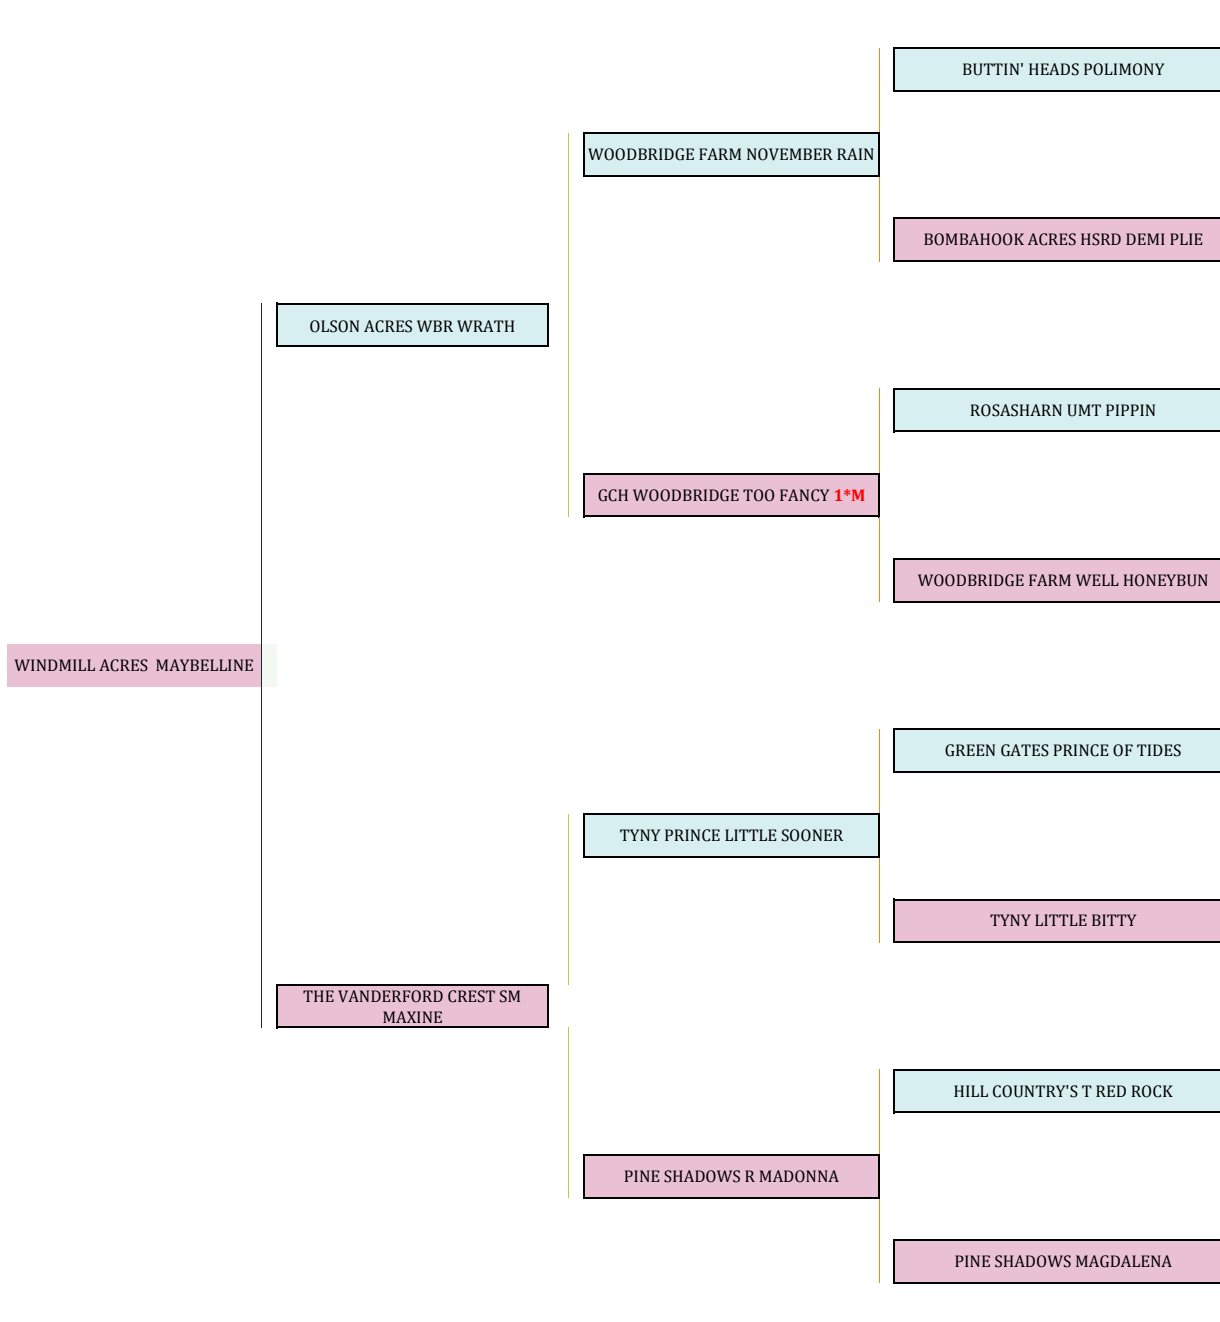 BUTTIN' HEADS POLIMONY
WOODBRIDGE FARM NOVEMBER RAIN
BOMBAHOOK ACRES HSRD DEMI PLIE
OLSON ACRES WBR WRATH
ROSASHARN UMT PIPPIN
GCH WOODBRIDGE TOO FANCY 1*M
WOODBRIDGE FARM WELL HONEYBUN
WINDMILL ACRES  MAYBELLINE
GREEN GATES PRINCE OF TIDES
TYNY PRINCE LITTLE SOONER
TYNY LITTLE BITTY
THE VANDERFORD CREST SM
MAXINE
HILL COUNTRY'S T RED ROCK
PINE SHADOWS R MADONNA
PINE SHADOWS MAGDALENA